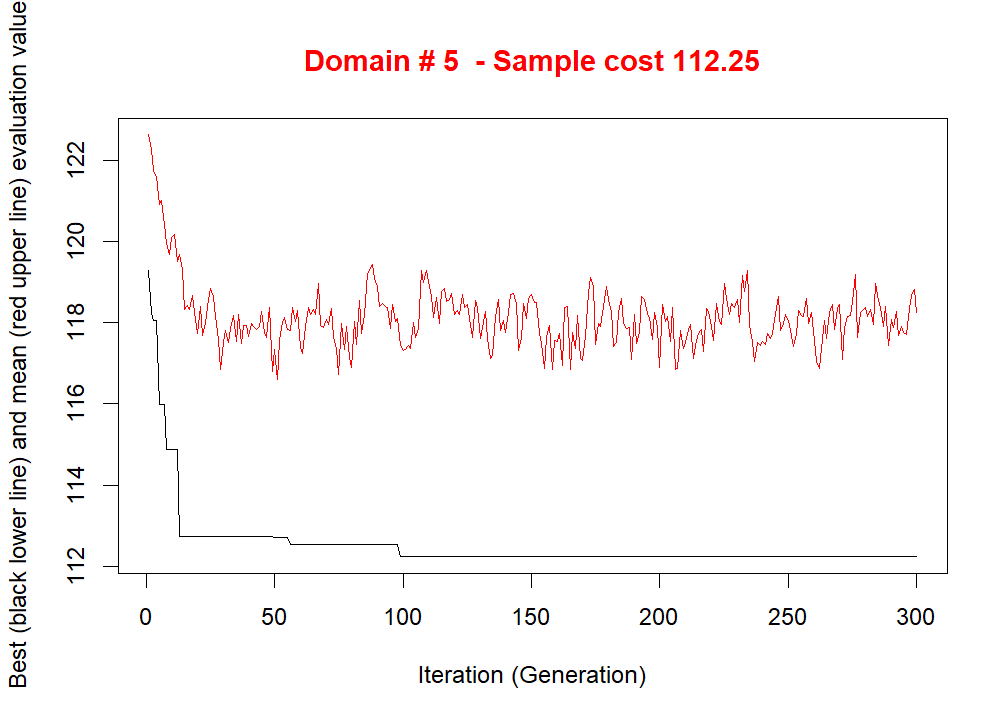 Domain # 5  - Sample cost 112.25
Best (black lower line) and mean (red upper line) evaluation value
122
120
118
116
114
112
0 50 100 150 200 250 300
Iteration (Generation)